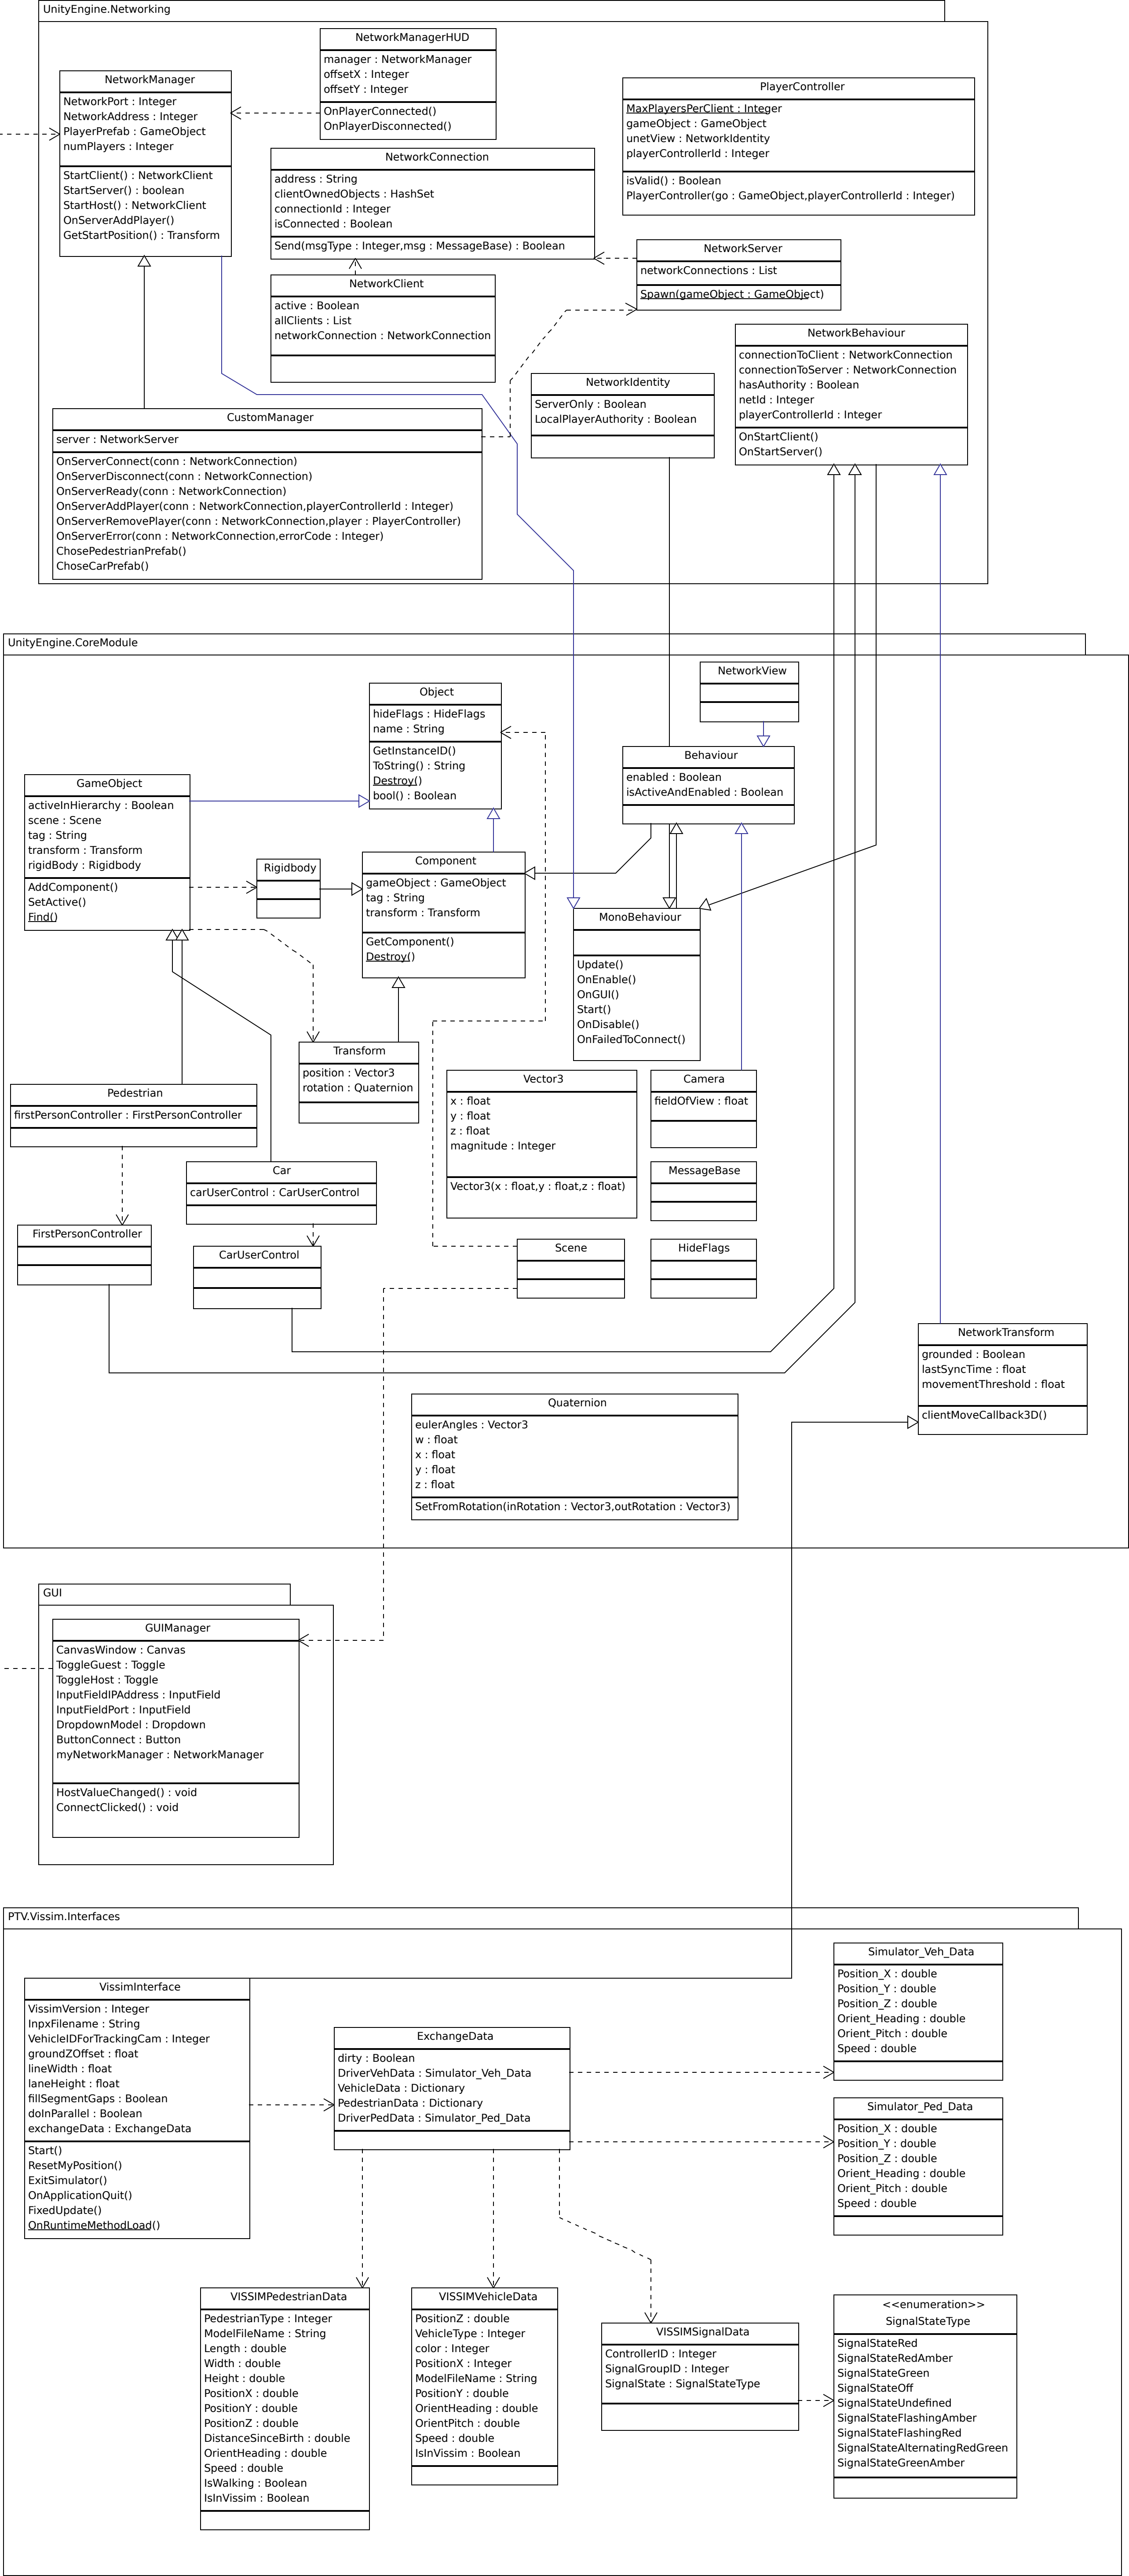 UnityEngine.Networking
NetworkManagerHUD
manager : NetworkManager
offsetX : Integer
offsetY : Integer
OnPlayerConnected()
OnPlayerDisconnected()
NetworkManager
NetworkPort : Integer
NetworkAddress : Integer
PlayerPrefab : GameObject
numPlayers : Integer
StartClient() : NetworkClient
StartServer() : boolean
StartHost() : NetworkClient
OnServerAddPlayer()
GetStartPosition() : Transform
PlayerController
MaxPlayersPerClient : Integer
gameObject : GameObject
unetView : NetworkIdentity
playerControllerId : Integer
isValid() : Boolean
PlayerController(go : GameObject,playerControllerId : Integer)
NetworkConnection
address : String
clientOwnedObjects : HashSet
connectionId : Integer
isConnected : Boolean
Send(msgType : Integer,msg : MessageBase) : Boolean
NetworkServer
networkConnections : List
Spawn(gameObject : GameObject)
NetworkClient
active : Boolean
allClients : List
networkConnection : NetworkConnection
NetworkBehaviour
connectionToClient : NetworkConnection
connectionToServer : NetworkConnection
hasAuthority : Boolean
netId : Integer
playerControllerId : Integer
OnStartClient()
OnStartServer()
NetworkIdentity
ServerOnly : Boolean
LocalPlayerAuthority : Boolean
CustomManager
server : NetworkServer
OnServerConnect(conn : NetworkConnection)
OnServerDisconnect(conn : NetworkConnection)
OnServerReady(conn : NetworkConnection)
OnServerAddPlayer(conn : NetworkConnection,playerControllerId : Integer)
OnServerRemovePlayer(conn : NetworkConnection,player : PlayerController)
OnServerError(conn : NetworkConnection,errorCode : Integer)
ChosePedestrianPrefab()
ChoseCarPrefab()
UnityEngine.CoreModule
NetworkView
Object
hideFlags : HideFlags
name : String
GetInstanceID()
ToString() : String
Destroy()
bool() : Boolean
Behaviour
enabled : Boolean
isActiveAndEnabled : Boolean
GameObject
activeInHierarchy : Boolean
scene : Scene
tag : String
transform : Transform
rigidBody : Rigidbody
AddComponent()
SetActive()
Find()
Rigidbody
Component
gameObject : GameObject
tag : String
transform : Transform
GetComponent()
Destroy()
MonoBehaviour
Update()
OnEnable()
OnGUI()
Start()
OnDisable()
OnFailedToConnect()
Transform
position : Vector3
rotation : Quaternion
Vector3
x : float
y : float
z : float
magnitude : Integer
Vector3(x : float,y : float,z : float)
Camera
fieldOfView : float
Pedestrian
firstPersonController : FirstPersonController
Car
carUserControl : CarUserControl
MessageBase
FirstPersonController
CarUserControl
Scene
HideFlags
NetworkTransform
grounded : Boolean
lastSyncTime : float
movementThreshold : float
clientMoveCallback3D()
Quaternion
eulerAngles : Vector3
w : float
x : float
y : float
z : float
SetFromRotation(inRotation : Vector3,outRotation : Vector3)
GUI
GUIManager
CanvasWindow : Canvas
ToggleGuest : Toggle
ToggleHost : Toggle
InputFieldIPAddress : InputField
InputFieldPort : InputField
DropdownModel : Dropdown
ButtonConnect : Button
myNetworkManager : NetworkManager
HostValueChanged() : void
ConnectClicked() : void
PTV.Vissim.Interfaces
Simulator_Veh_Data
Position_X : double
Position_Y : double
Position_Z : double
Orient_Heading : double
Orient_Pitch : double
Speed : double
VissimInterface
VissimVersion : Integer
InpxFilename : String
VehicleIDForTrackingCam : Integer
groundZOffset : float
lineWidth : float
laneHeight : float
fillSegmentGaps : Boolean
doInParallel : Boolean
exchangeData : ExchangeData
Start()
ResetMyPosition()
ExitSimulator()
OnApplicationQuit()
FixedUpdate()
OnRuntimeMethodLoad()
ExchangeData
dirty : Boolean
DriverVehData : Simulator_Veh_Data
VehicleData : Dictionary
PedestrianData : Dictionary
DriverPedData : Simulator_Ped_Data
Simulator_Ped_Data
Position_X : double
Position_Y : double
Position_Z : double
Orient_Heading : double
Orient_Pitch : double
Speed : double
VISSIMPedestrianData
PedestrianType : Integer
ModelFileName : String
Length : double
Width : double
Height : double
PositionX : double
PositionY : double
PositionZ : double
DistanceSinceBirth : double
OrientHeading : double
Speed : double
IsWalking : Boolean
IsInVissim : Boolean
VISSIMVehicleData
PositionZ : double
VehicleType : Integer
color : Integer
PositionX : Integer
ModelFileName : String
PositionY : double
OrientHeading : double
OrientPitch : double
Speed : double
IsInVissim : Boolean
VISSIMSignalData
ControllerID : Integer
SignalGroupID : Integer
SignalState : SignalStateType
<<enumeration>>
SignalStateType
SignalStateRed
SignalStateRedAmber
SignalStateGreen
SignalStateOff
SignalStateUndefined
SignalStateFlashingAmber
SignalStateFlashingRed
SignalStateAlternatingRedGreen
SignalStateGreenAmber